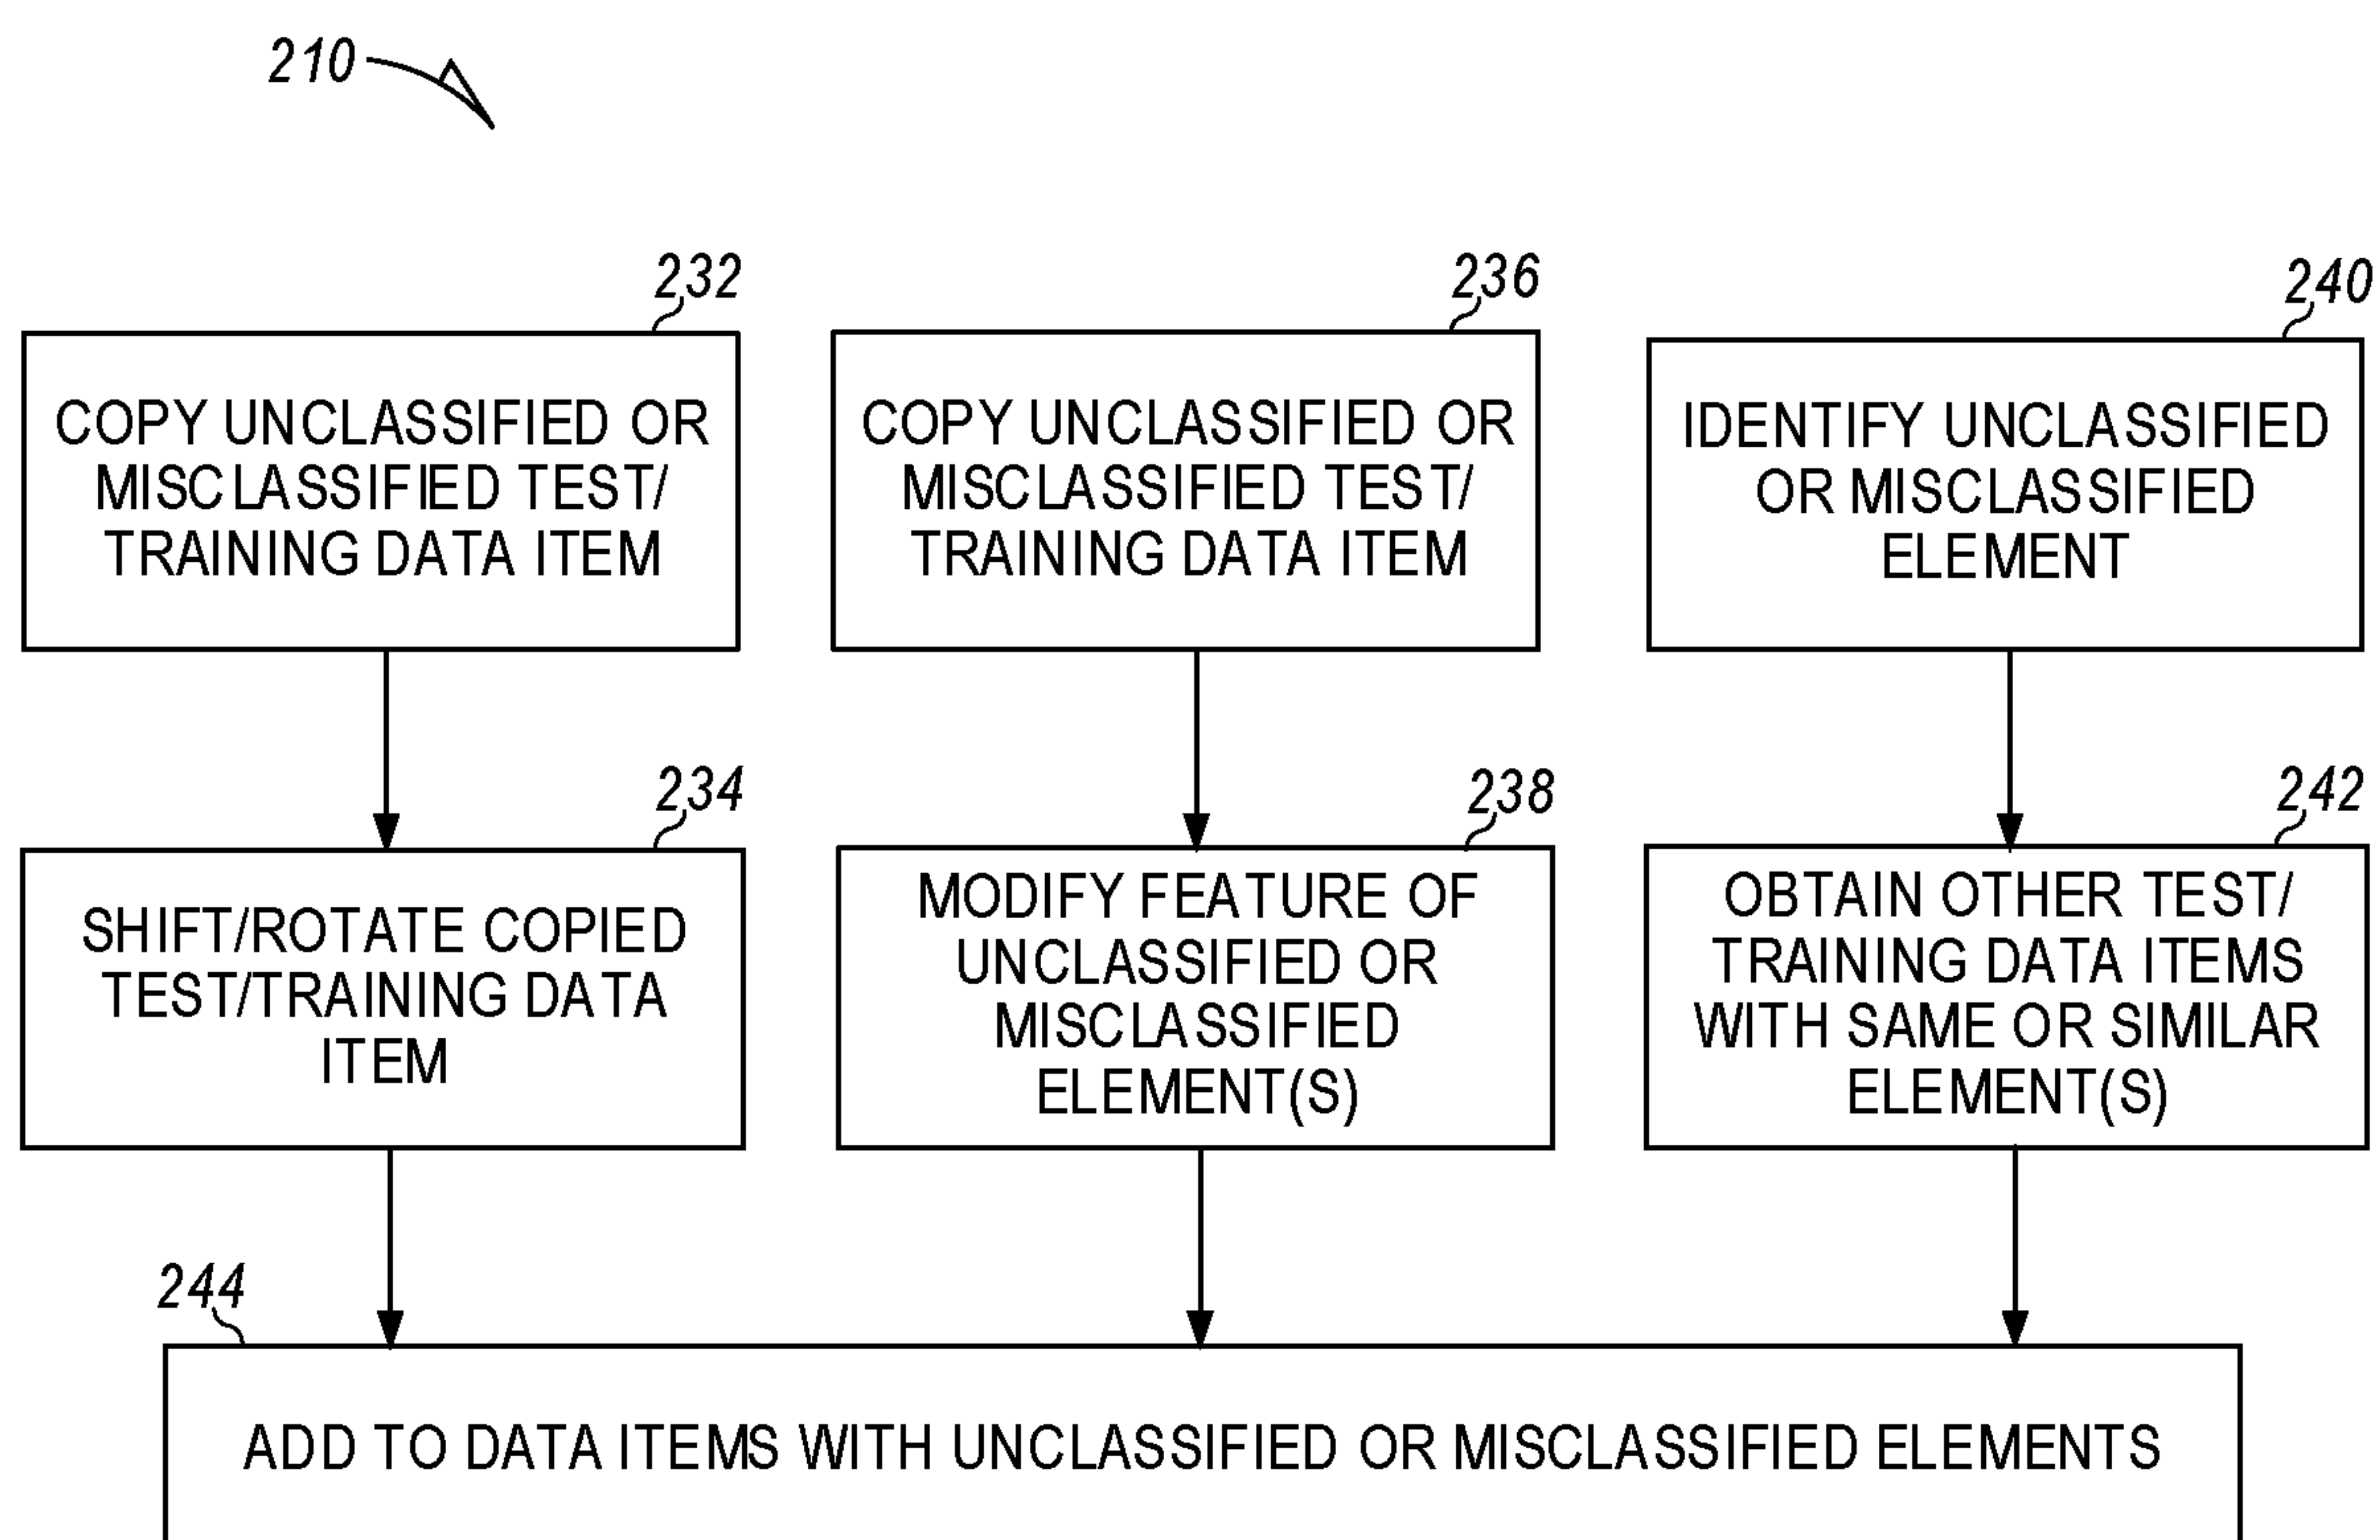 210
232
COPY UNCLASSIFIED OR
MISCLASSIFIED TEST/
TRAINING DATA ITEM
236
COPY UNCLASSIFIED OR
MISCLASSIFIED TEST/
TRAINING DATA ITEM
240
IDENTIFY UNCLASSIFIED
OR MISCLASSIFIED
ELEMENT
234
SHIFT/ROTATE COPIED
TEST/TRAINING DATA
ITEM
238
MODIFY FEATURE OF
UNCLASSIFIED OR
MISCLASSIFIED
ELEMENT(S)
242
OBTAIN OTHER TEST/
TRAINING DATA ITEMS
WITH SAME OR SIMILAR
ELEMENT(S)
244
ADD TO DATA ITEMS WITH UNCLASSIFIED OR MISCLASSIFIED ELEMENTS